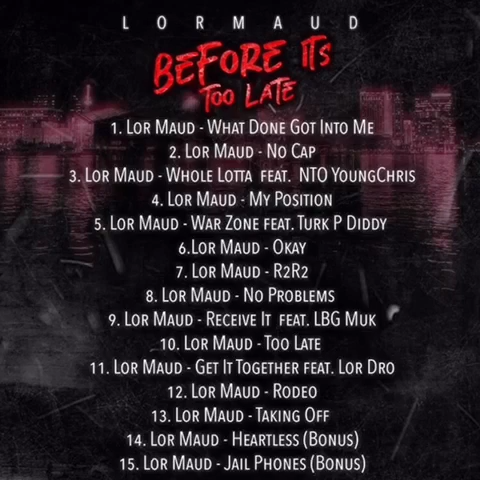 LORMAUD
BEFORE ITS
TOO LATE
1. Lor Maud - What Done Got Into Me
2. Lor Maud - No Cap
3. Lor Maud - Whole Lotta feat. NTO YoungChris
4. Lor Maud - My Position
5. Lor Maud - War Zone feat. Turk P Diddy
6.Lor Maud - Okay
7. Lor Maud - R2R2
8. Lor Maud - No Problems
9. Lor Maud - Receive It feat. LBG Muk
10. Lor Maud - Too Late
11. Lor Maud - Get It Together feat. Lor Dro
12. Lor Maud - Rodeo
13. Lor Maud - Taking Off
14. Lor Maud - Heartless (Bonus)
15. Lor Maud - Jail Phones (Bonus)